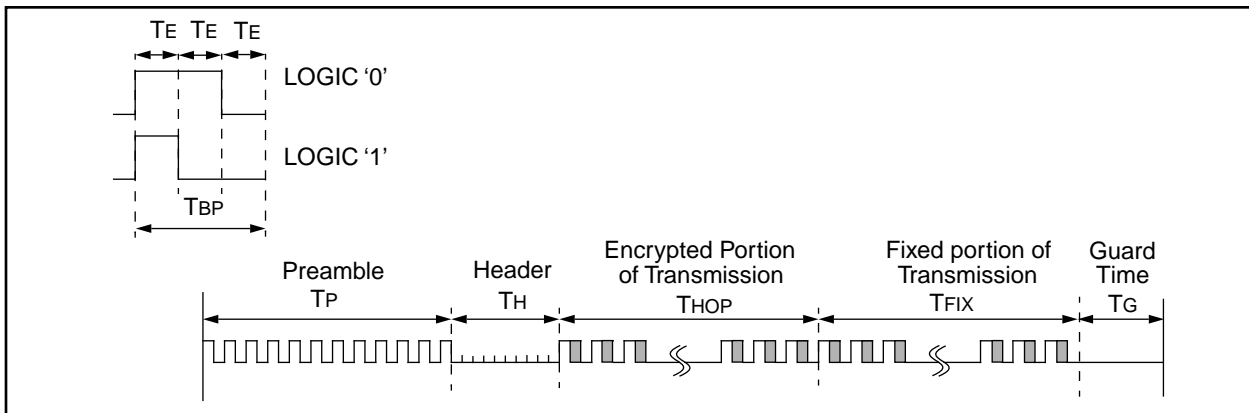 TE TE TE
LOGIC ‘0’
LOGIC ‘1’
TBP
Preamble
TP
Header
TH
Encrypted Portion
of Transmission
THOP
Fixed portion of
Transmission
TFIX
Guard
Time
TG